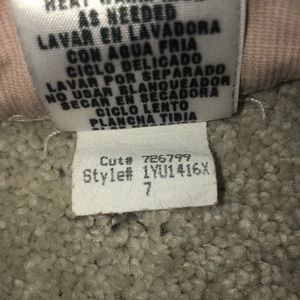 AS NEEDED
LAVAR EN LAVADORA
CON AQUA FRIA
CICLO DELICADO
LAVAR POR SEPARADO
NO USAR BLANQUEADOR
SECAR EN SECADORA
CICLO LENTO
PLANCHA TIBIA
Cut# 726799
Style# 1YU1416X
7